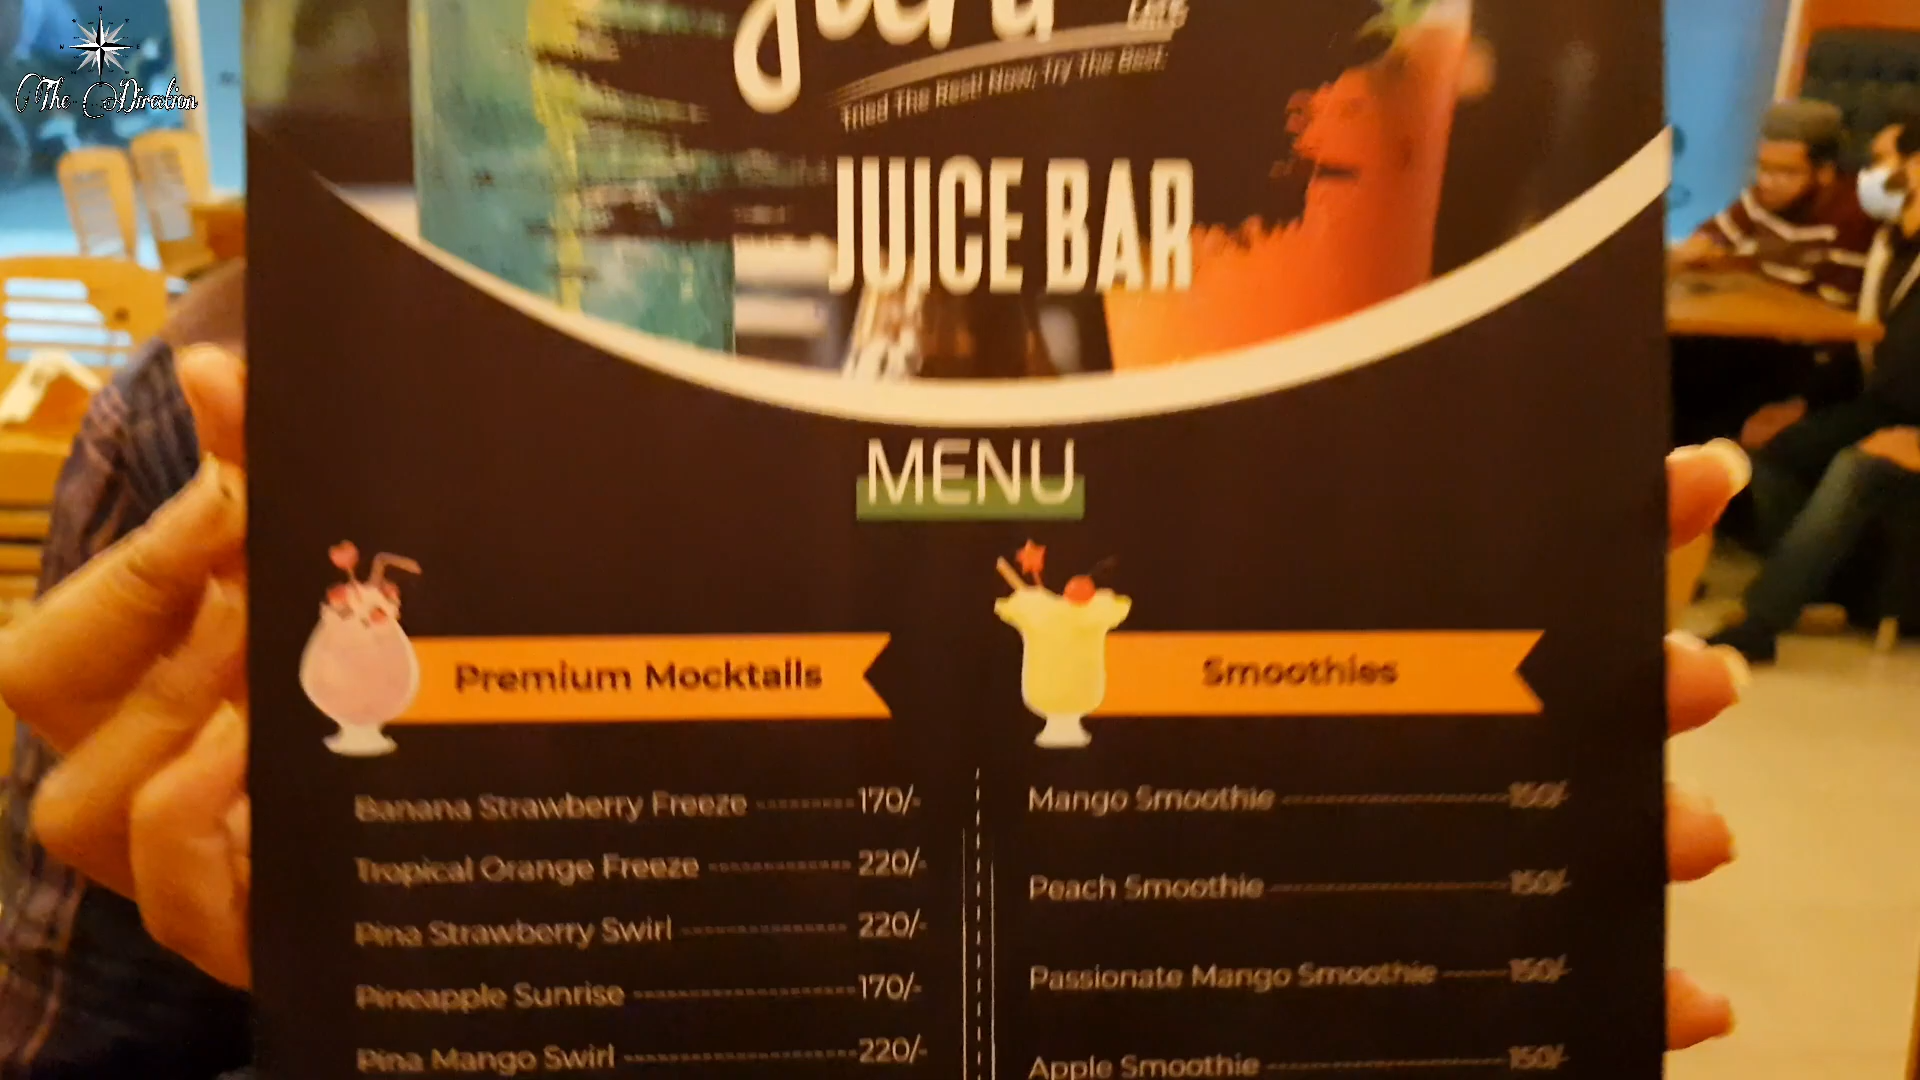 The Diration
Tried The Rest! Now, Try The Best.
JUICE BAR
MENU
Premium Mocktails
Banana Strawberry Freeze 170/-
Tropical Orange Freeze 220/-
Pina Strawberry Swirl 220/-
Pineapple Sunrise 170/-
Pina Mango Swirl 220/-
Smoothies
Mango Smoothie 150/-
Peach Smoothie 150/-
Passionate Mango Smoothie 150/-
Apple Smoothie 150/-